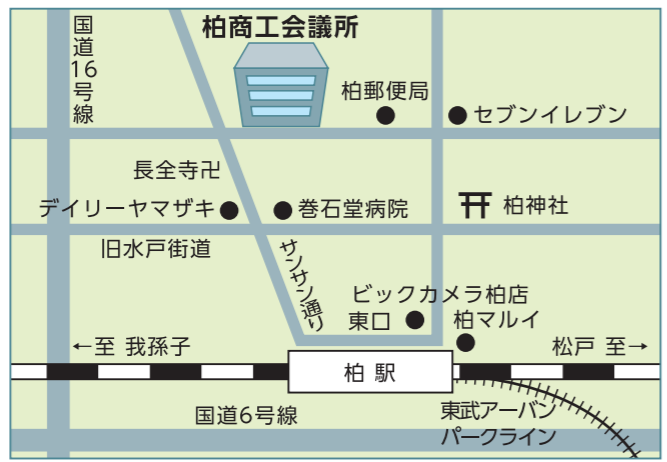 国道16号線
柏商工会議所
柏郵便局
セブンイレブン
長全寺卍
デイリーヤマザキ
巻石堂病院
柏神社
旧水戸街道
サンサン通り
ビックカメラ柏店
東口
柏マルイ
←至 我孫子
松戸 至→
柏 駅
国道6号線
東武アーバン
パークライン